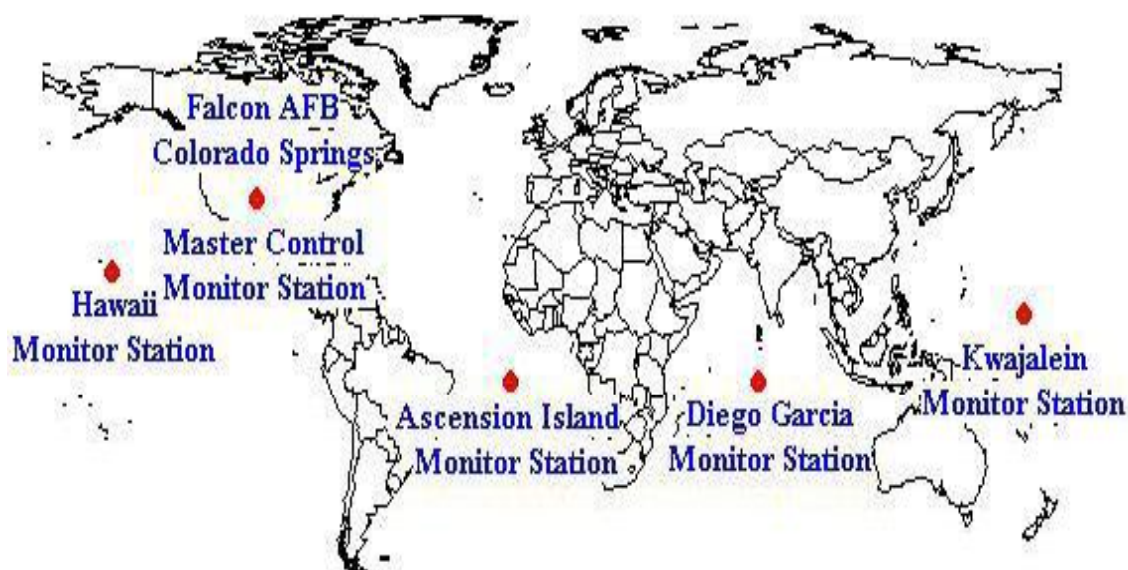 Falcon AFB
Colorado Springs
Master Control
Monitor Station
Hawaii
Monitor Station
Ascension Island
Monitor Station
Diego Garcia
Monitor Station
Kwajalein
Monitor Station